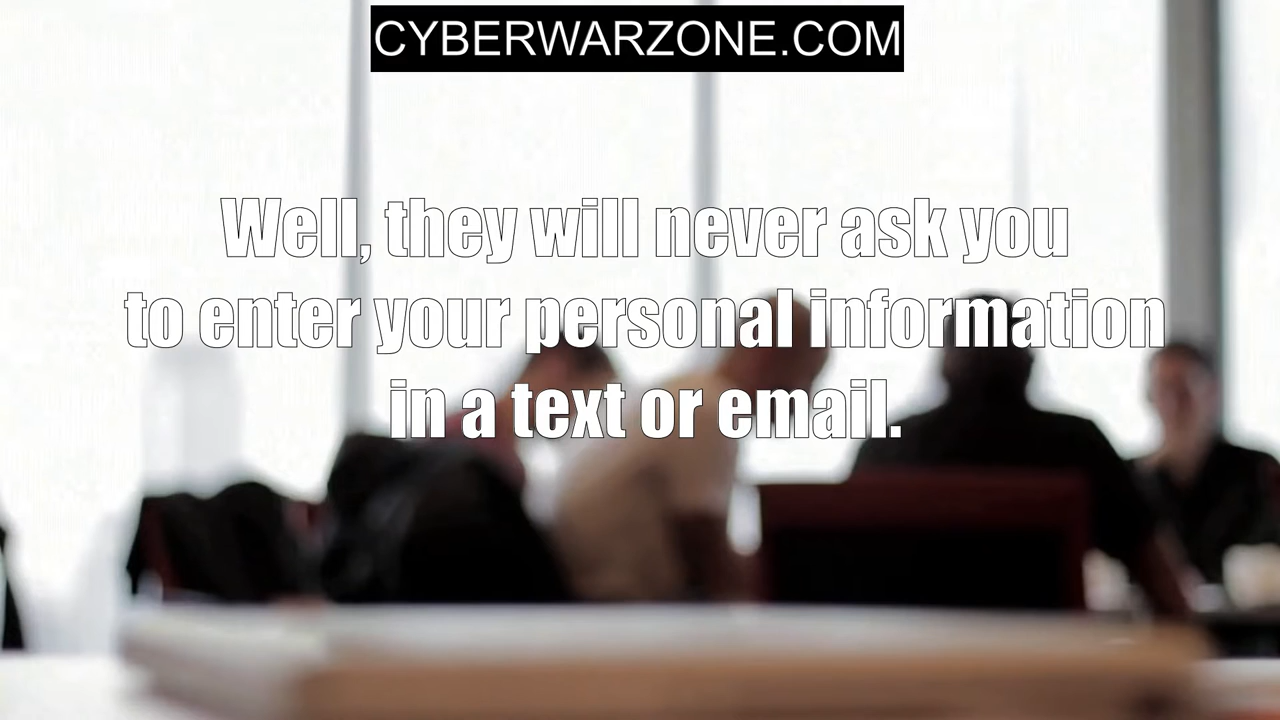 CYBERWARZONE.COM
Well, they will never ask you
to enter your personal information
in a text or email.